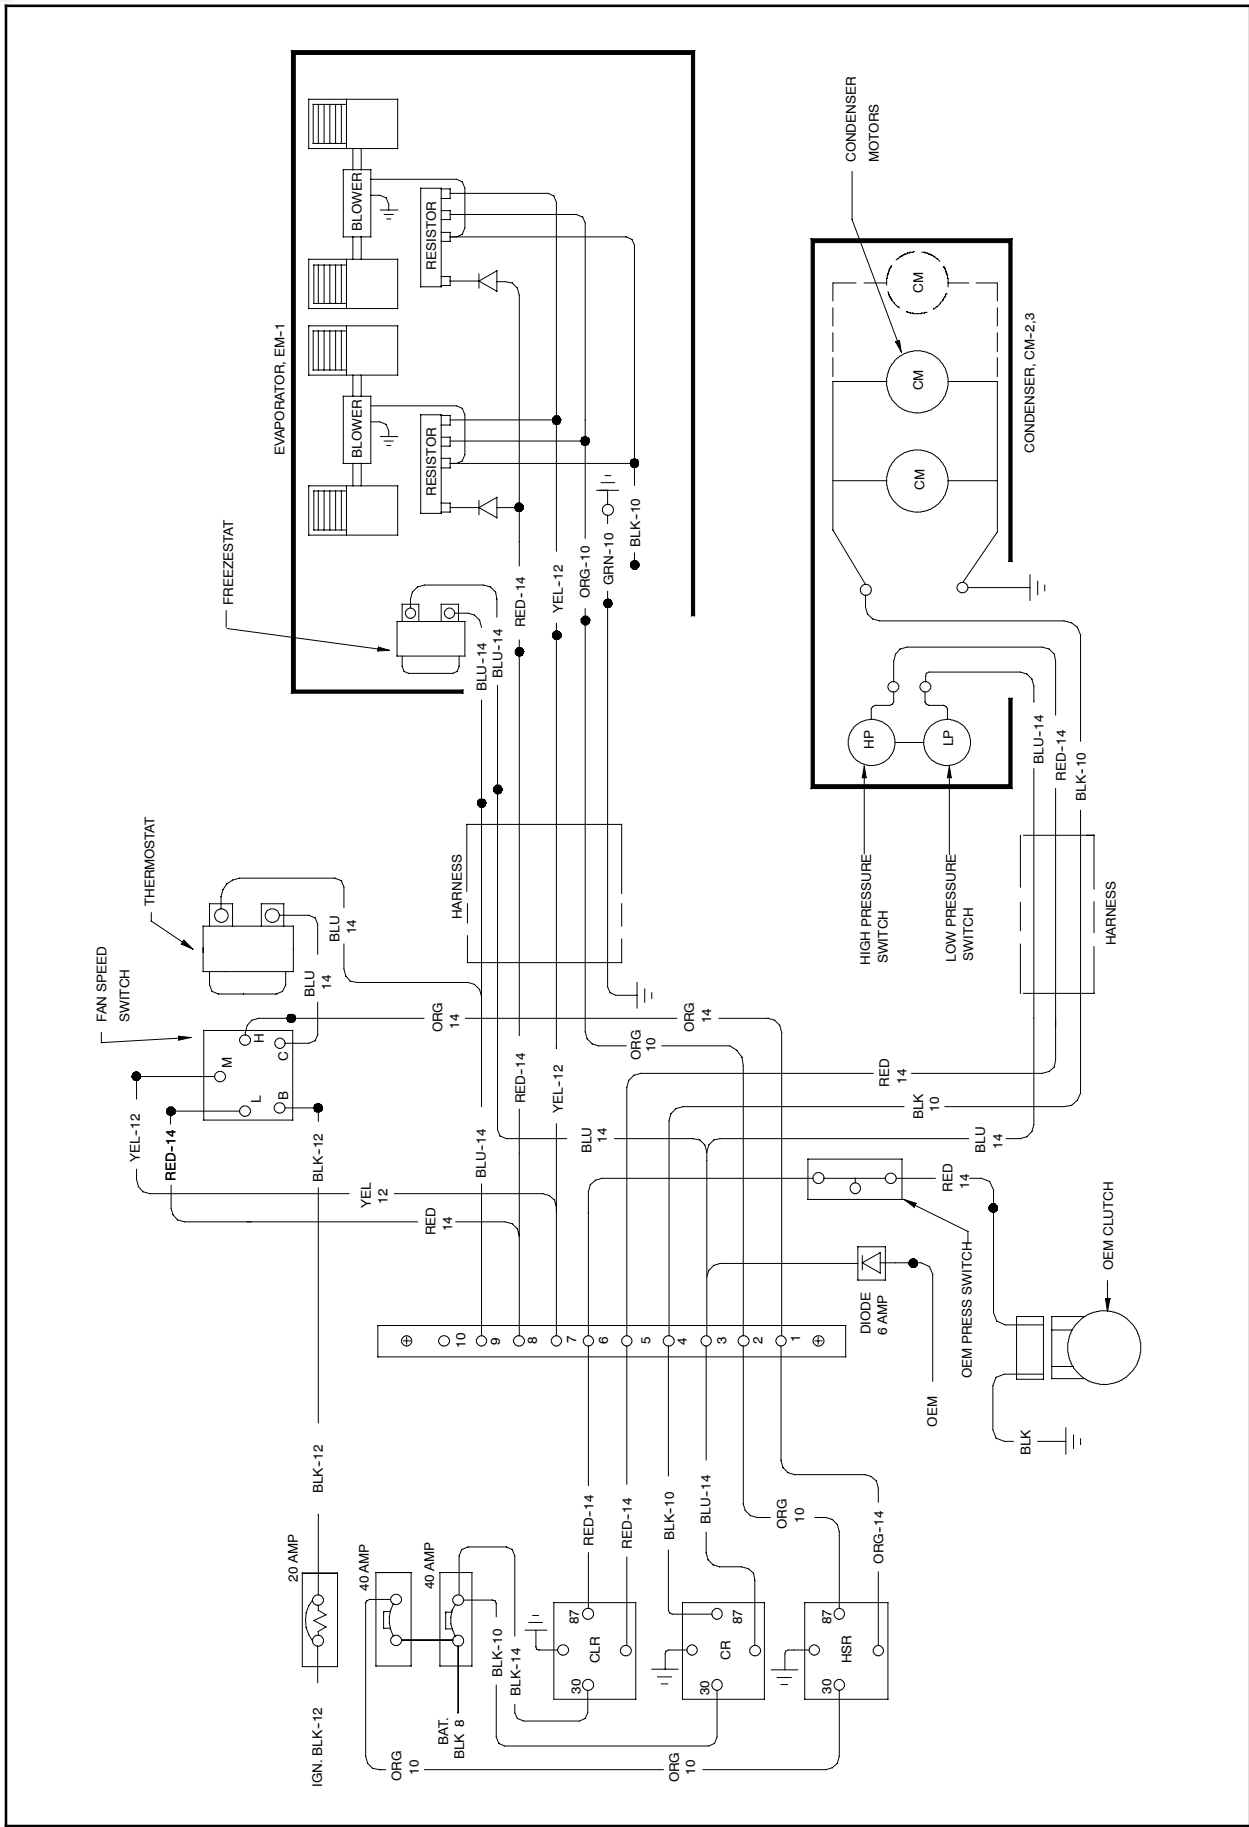 EVAPORATOR, EM-1
BLOWER
RESISTOR
BLOWER
RESISTOR
FREEZESTAT
BLU-14
BLU-14
RED-14
YEL-12
ORG-10
GRN-10
BLK-10
CONDENSER
MOTORS
CM
CM
CM
CONDENSER, CM-2,3
HP
LP
HIGH PRESSURE
SWITCH
LOW PRESSURE
SWITCH
BLU-14
RED-14
BLK-10
HARNESS
HARNESS
THERMOSTAT
BLU
14
BLU
14
FAN SPEED
SWITCH
M
H
C
L
B
YEL-12
RED-14
BLK-12
ORG
14
ORG
10
ORG
14
RED
14
BLK
10
BLU
14
BLU
14
BLU-14
RED-14
YEL-12
YEL
12
RED
14
RED
14
OEM PRESS SWITCH
OEM CLUTCH
DIODE
6 AMP
OEM
BLK
10
9
8
7
6
5
4
3
2
1
BLK-12
RED-14
RED-14
BLK-10
BLU-14
ORG
10
ORG-14
20 AMP
40 AMP
40 AMP
IGN. BLK-12
BAT.
BLK 8
BLK-10
BLK-14
ORG
10
ORG
10
87
CLR
30
87
CR
30
87
HSR
30